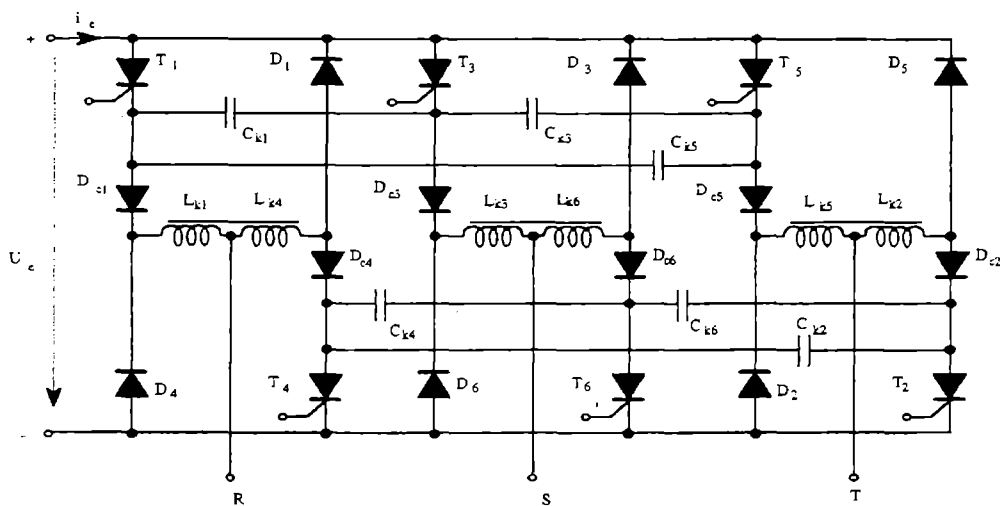 i c
+
T 1
D 1
T 3
D 3
T 5
D 5
C k1
C k3
C k5
D c1
L k1
L k4
D c3
L k3
L k6
D c5
L k5
L k2
U c
D c4
D c6
D c2
C k4
C k6
C k2
D 4
T 4
D 6
T 6
D 2
T 2
-
R
S
T